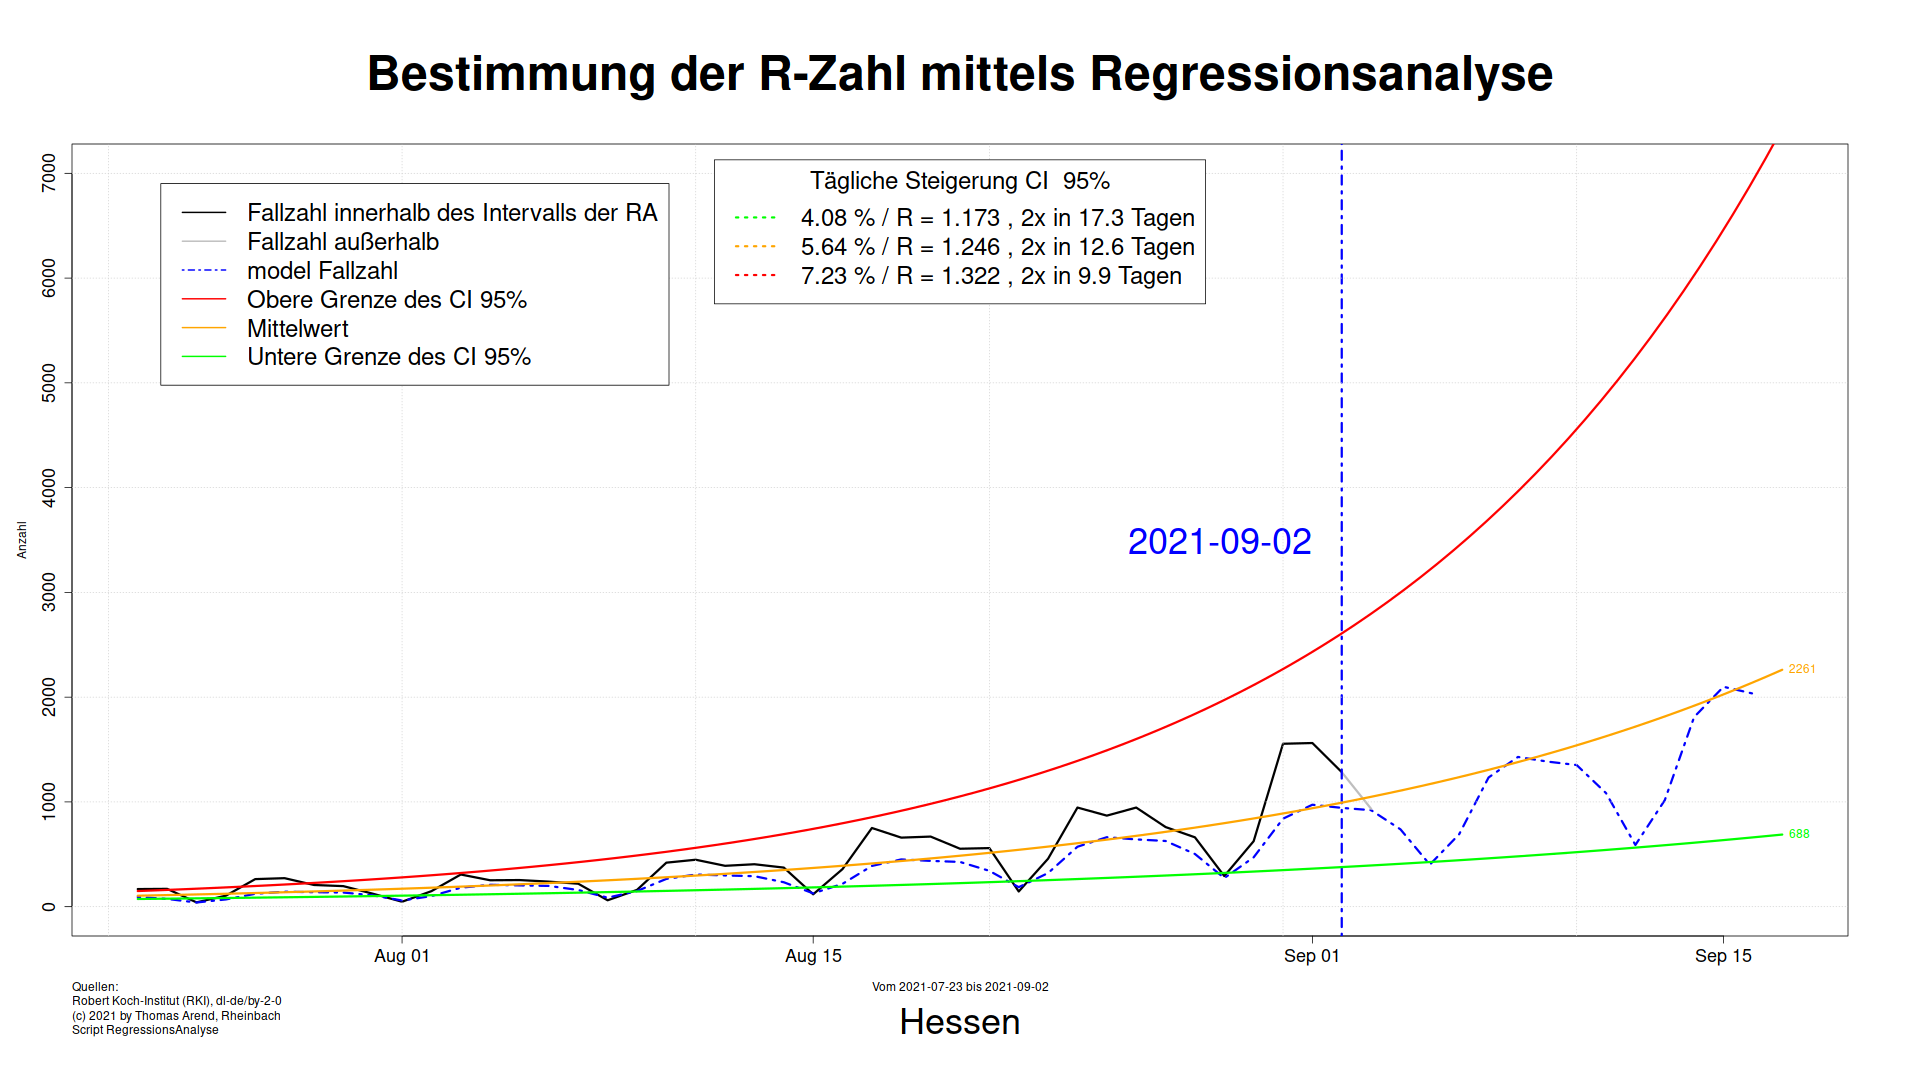 Bestimmung der R-Zahl mittels Regressionsanalyse
Fallzahl innerhalb des Intervalls der RA
Fallzahl außerhalb
model Fallzahl
Obere Grenze des CI 95%
Mittelwert
Untere Grenze des CI 95%
Tägliche Steigerung CI 95%
4.08 % / R = 1.173 , 2x in 17.3 Tagen
5.64 % / R = 1.246 , 2x in 12.6 Tagen
7.23 % / R = 1.322 , 2x in 9.9 Tagen
7000
6000
5000
4000
3000
2000
1000
0
Anzahl
2021-09-02
2261
688
Aug 01
Aug 15
Sep 01
Sep 15
Quellen:
Robert Koch-Institut (RKI), dl-de/by-2-0
(c) 2021 by Thomas Arend, Rheinbach
Script RegressionsAnalyse
Vom 2021-07-23 bis 2021-09-02
Hessen